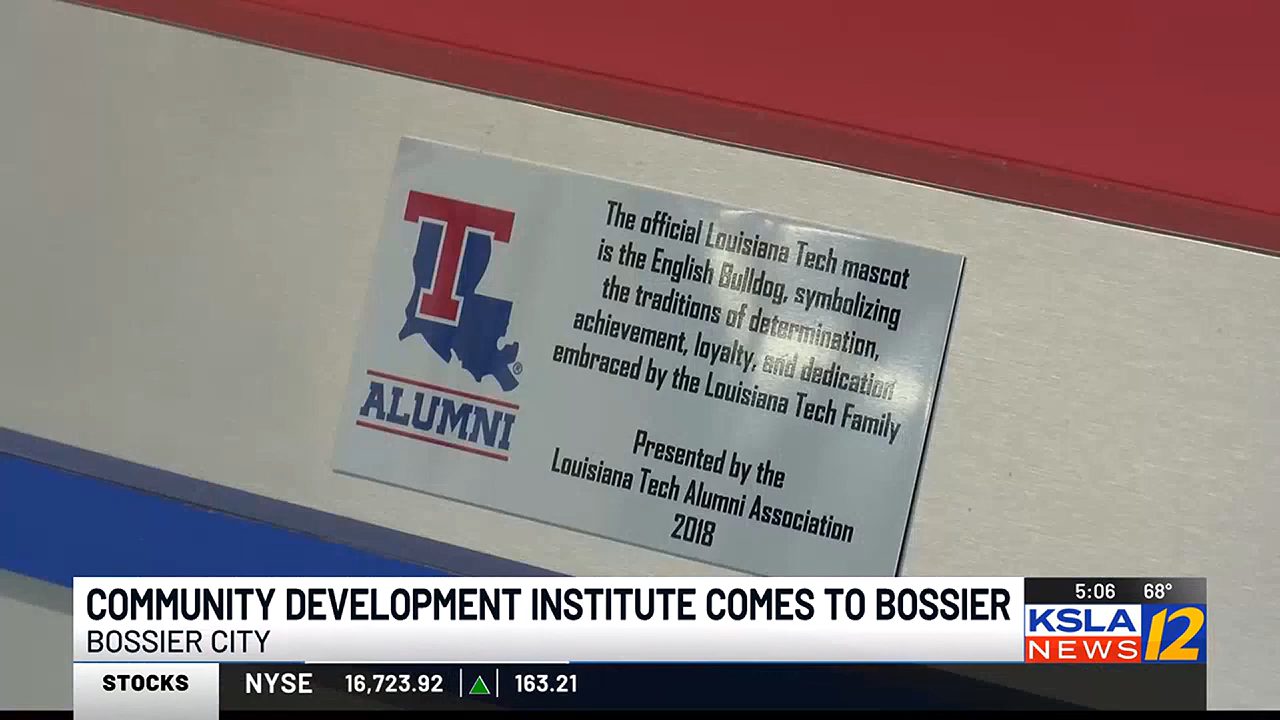 T
®
ALUMNI
The official Louisiana Tech mascot
is the English Bulldog, symbolizing
the traditions of determination,
achievement, loyalty, and dedication
embraced by the Louisiana Tech Family
Presented by the
Louisiana Tech Alumni Association
2018
COMMUNITY DEVELOPMENT INSTITUTE COMES TO BOSSIER
BOSSIER CITY
5:06 68°
KSLA
NEWS 12
STOCKS NYSE 16,723.92 163.21